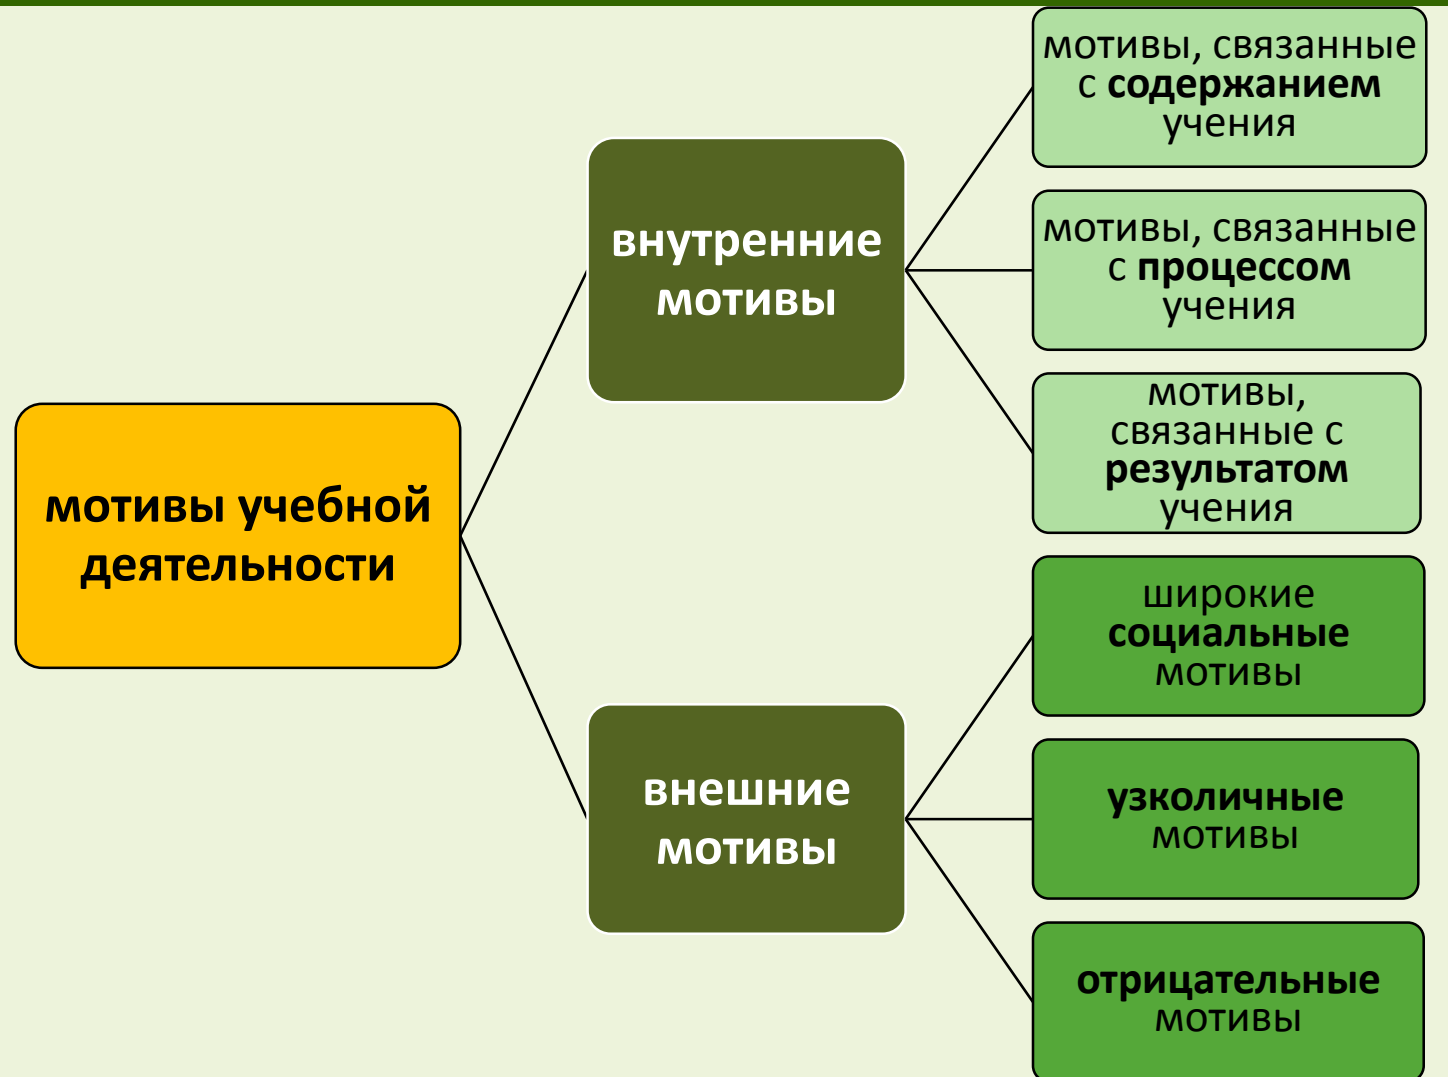 мотивы учебной
деятельности
внутренние
мотивы
мотивы, связанные
с содержанием
учения
мотивы, связанные
с процессом
учения
мотивы,
связанные с
результатом
учения
внешние
мотивы
широкие
социальные
мотивы
узколичные
мотивы
отрицательные
мотивы